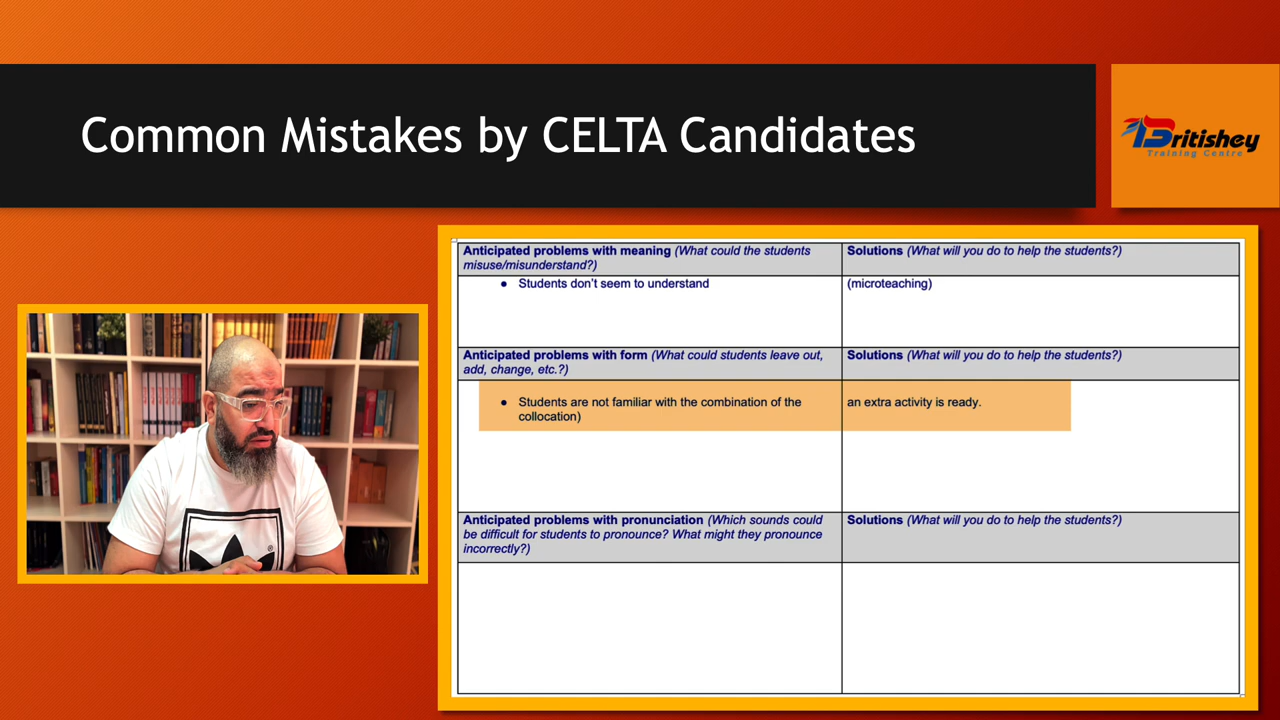 Common Mistakes by CELTA Candidates
Britishey
Training Centre
Anticipated problems with meaning (What could the students
misuse/misunderstand?)
Solutions (What will you do to help the students?)
● Students don’t seem to understand
(microteaching)
Anticipated problems with form (What could students leave out,
add, change, etc.?)
Solutions (What will you do to help the students?)
● Students are not familiar with the combination of the
collocation)
an extra activity is ready.
Anticipated problems with pronunciation (Which sounds could
be difficult for students to pronounce? What might they pronounce
incorrectly?)
Solutions (What will you do to help the students?)